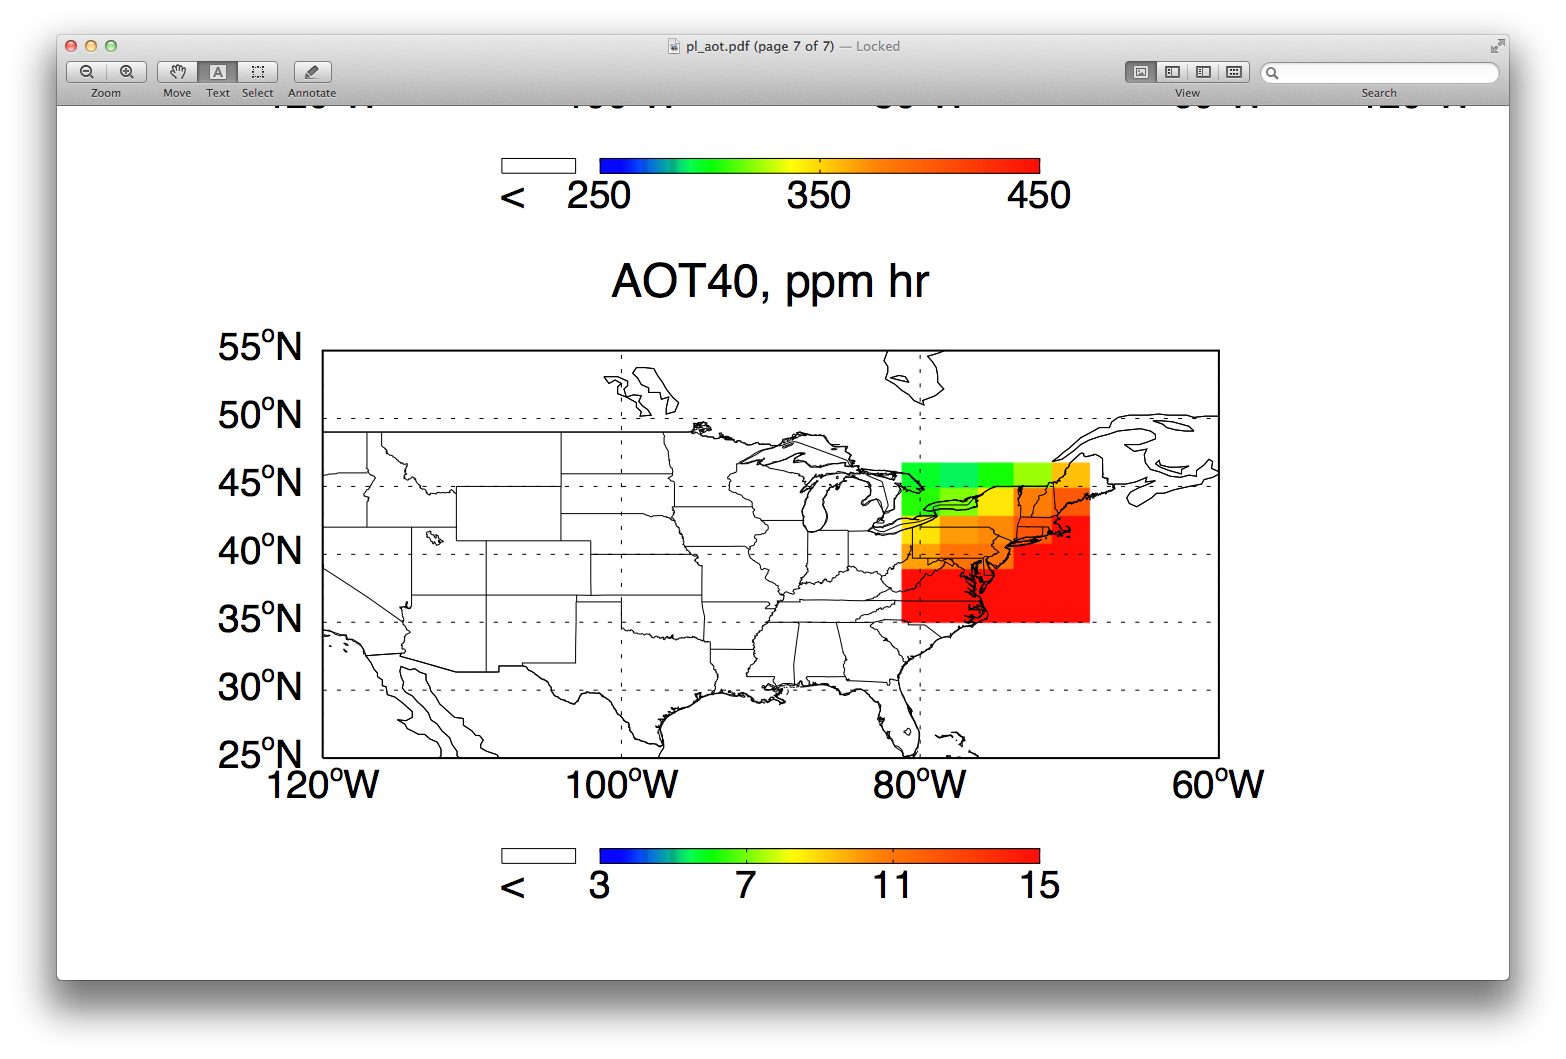 pl_aot.pdf (page 7 of 7) — Locked
Zoom Move Text Select Annotate View Search
< 250 350 450
AOT40, ppm hr
55°N
50°N
45°N
40°N
35°N
30°N
25°N
120°W 100°W 80°W 60°W
< 3 7 11 15